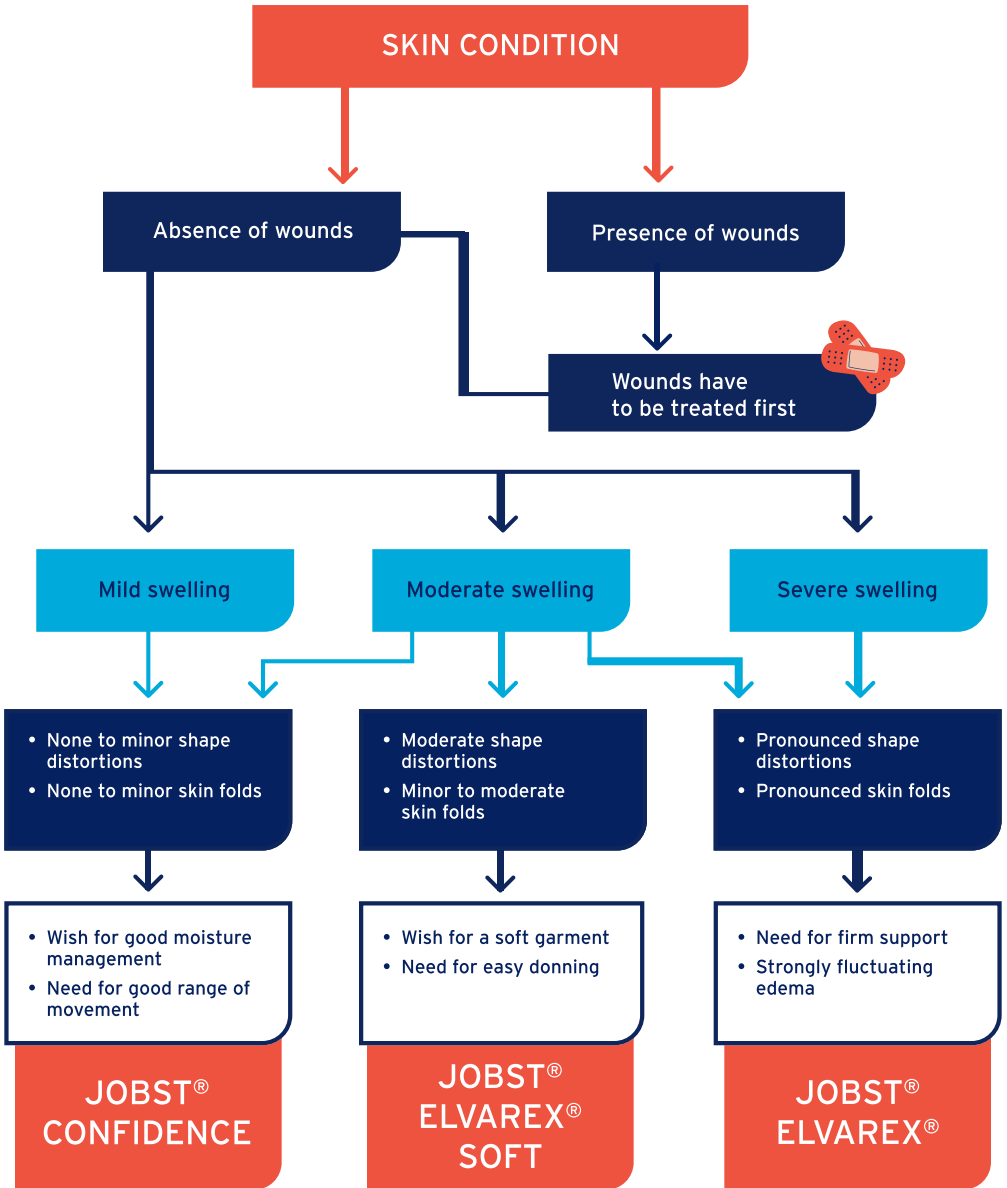 SKIN CONDITION
Absence of wounds
Presence of wounds
Wounds have
to be treated first
Mild swelling
Moderate swelling
Severe swelling
• None to minor shape
distortions
• None to minor skin folds
• Moderate shape
distortions
• Minor to moderate
skin folds
• Pronounced shape
distortions
• Pronounced skin folds
• Wish for good moisture
management
• Need for good range of
movement
• Wish for a soft garment
• Need for easy donning
• Need for firm support
• Strongly fluctuating
edema
JOBST®
CONFIDENCE
JOBST®
ELVAREX®
SOFT
JOBST®
ELVAREX®